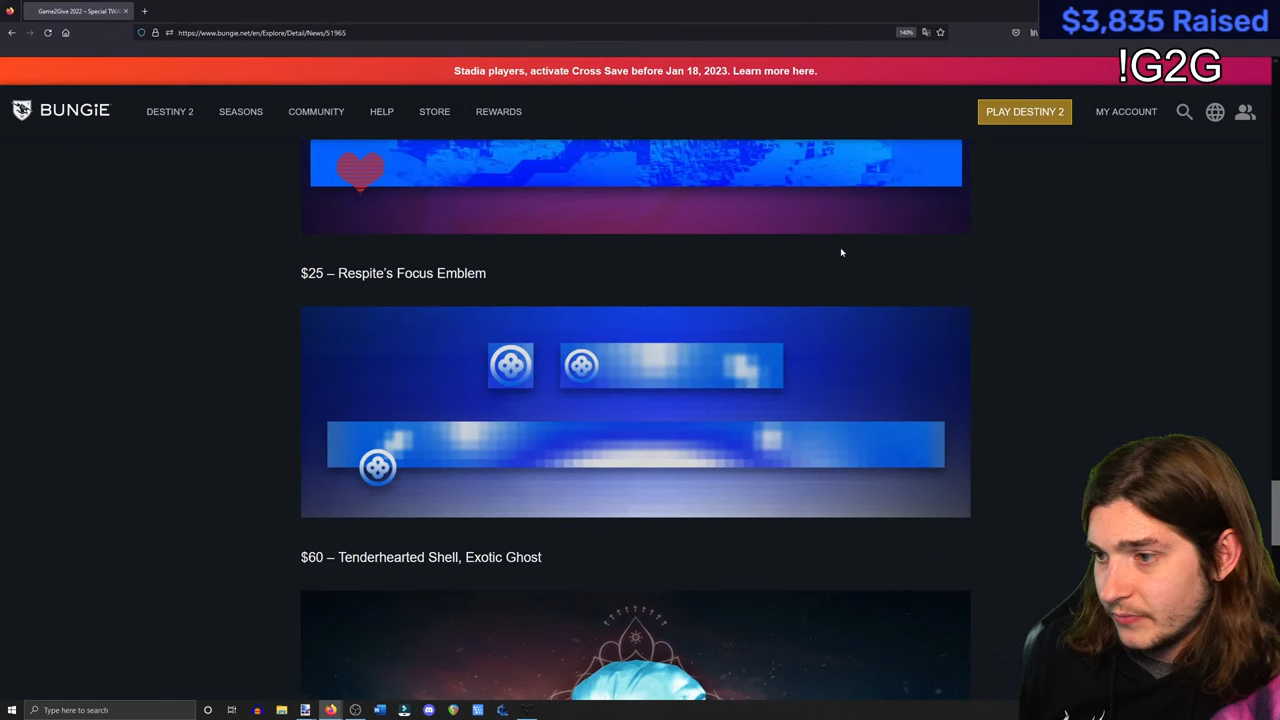 Game2Give 2022 – Special TWA
$3,835 Raised
https://www.bungie.net/en/Explore/Detail/News/51965
140%
!G2G
Stadia players, activate Cross Save before Jan 18, 2023. Learn more here.
BUNGiE
DESTINY 2
SEASONS
COMMUNITY
HELP
STORE
REWARDS
PLAY DESTINY 2
MY ACCOUNT
$25 – Respite's Focus Emblem
$60 – Tenderhearted Shell, Exotic Ghost
Type here to search